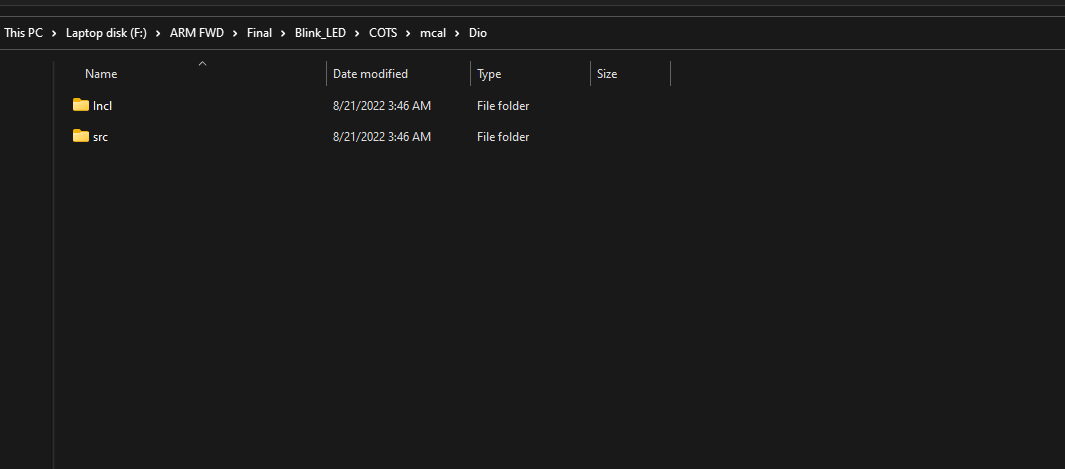 This PC > Laptop disk (F:) > ARM FWD > Final > Blink_LED > COTS > mcal > Dio
Name Date modified Type Size
Incl 8/21/2022 3:46 AM File folder
src 8/21/2022 3:46 AM File folder